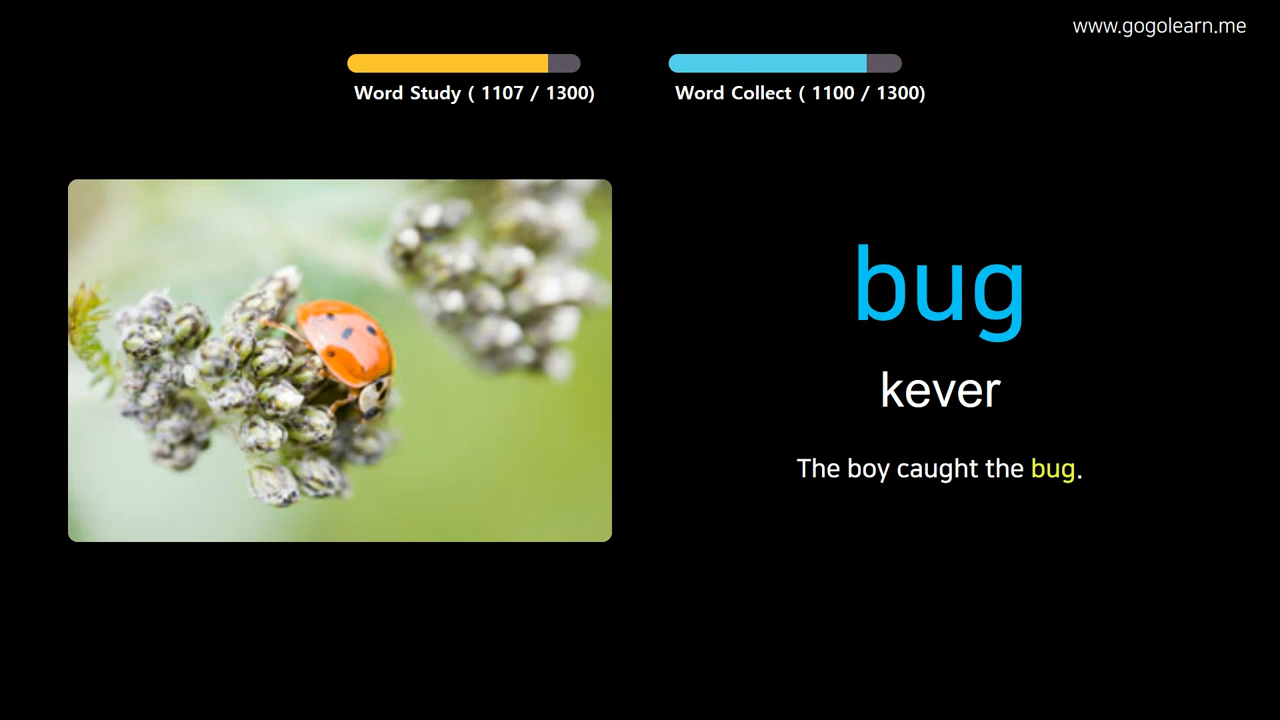 www.gogolearn.me
Word Study ( 1107 / 1300)
Word Collect ( 1100 / 1300)
bug
kever
The boy caught the bug.